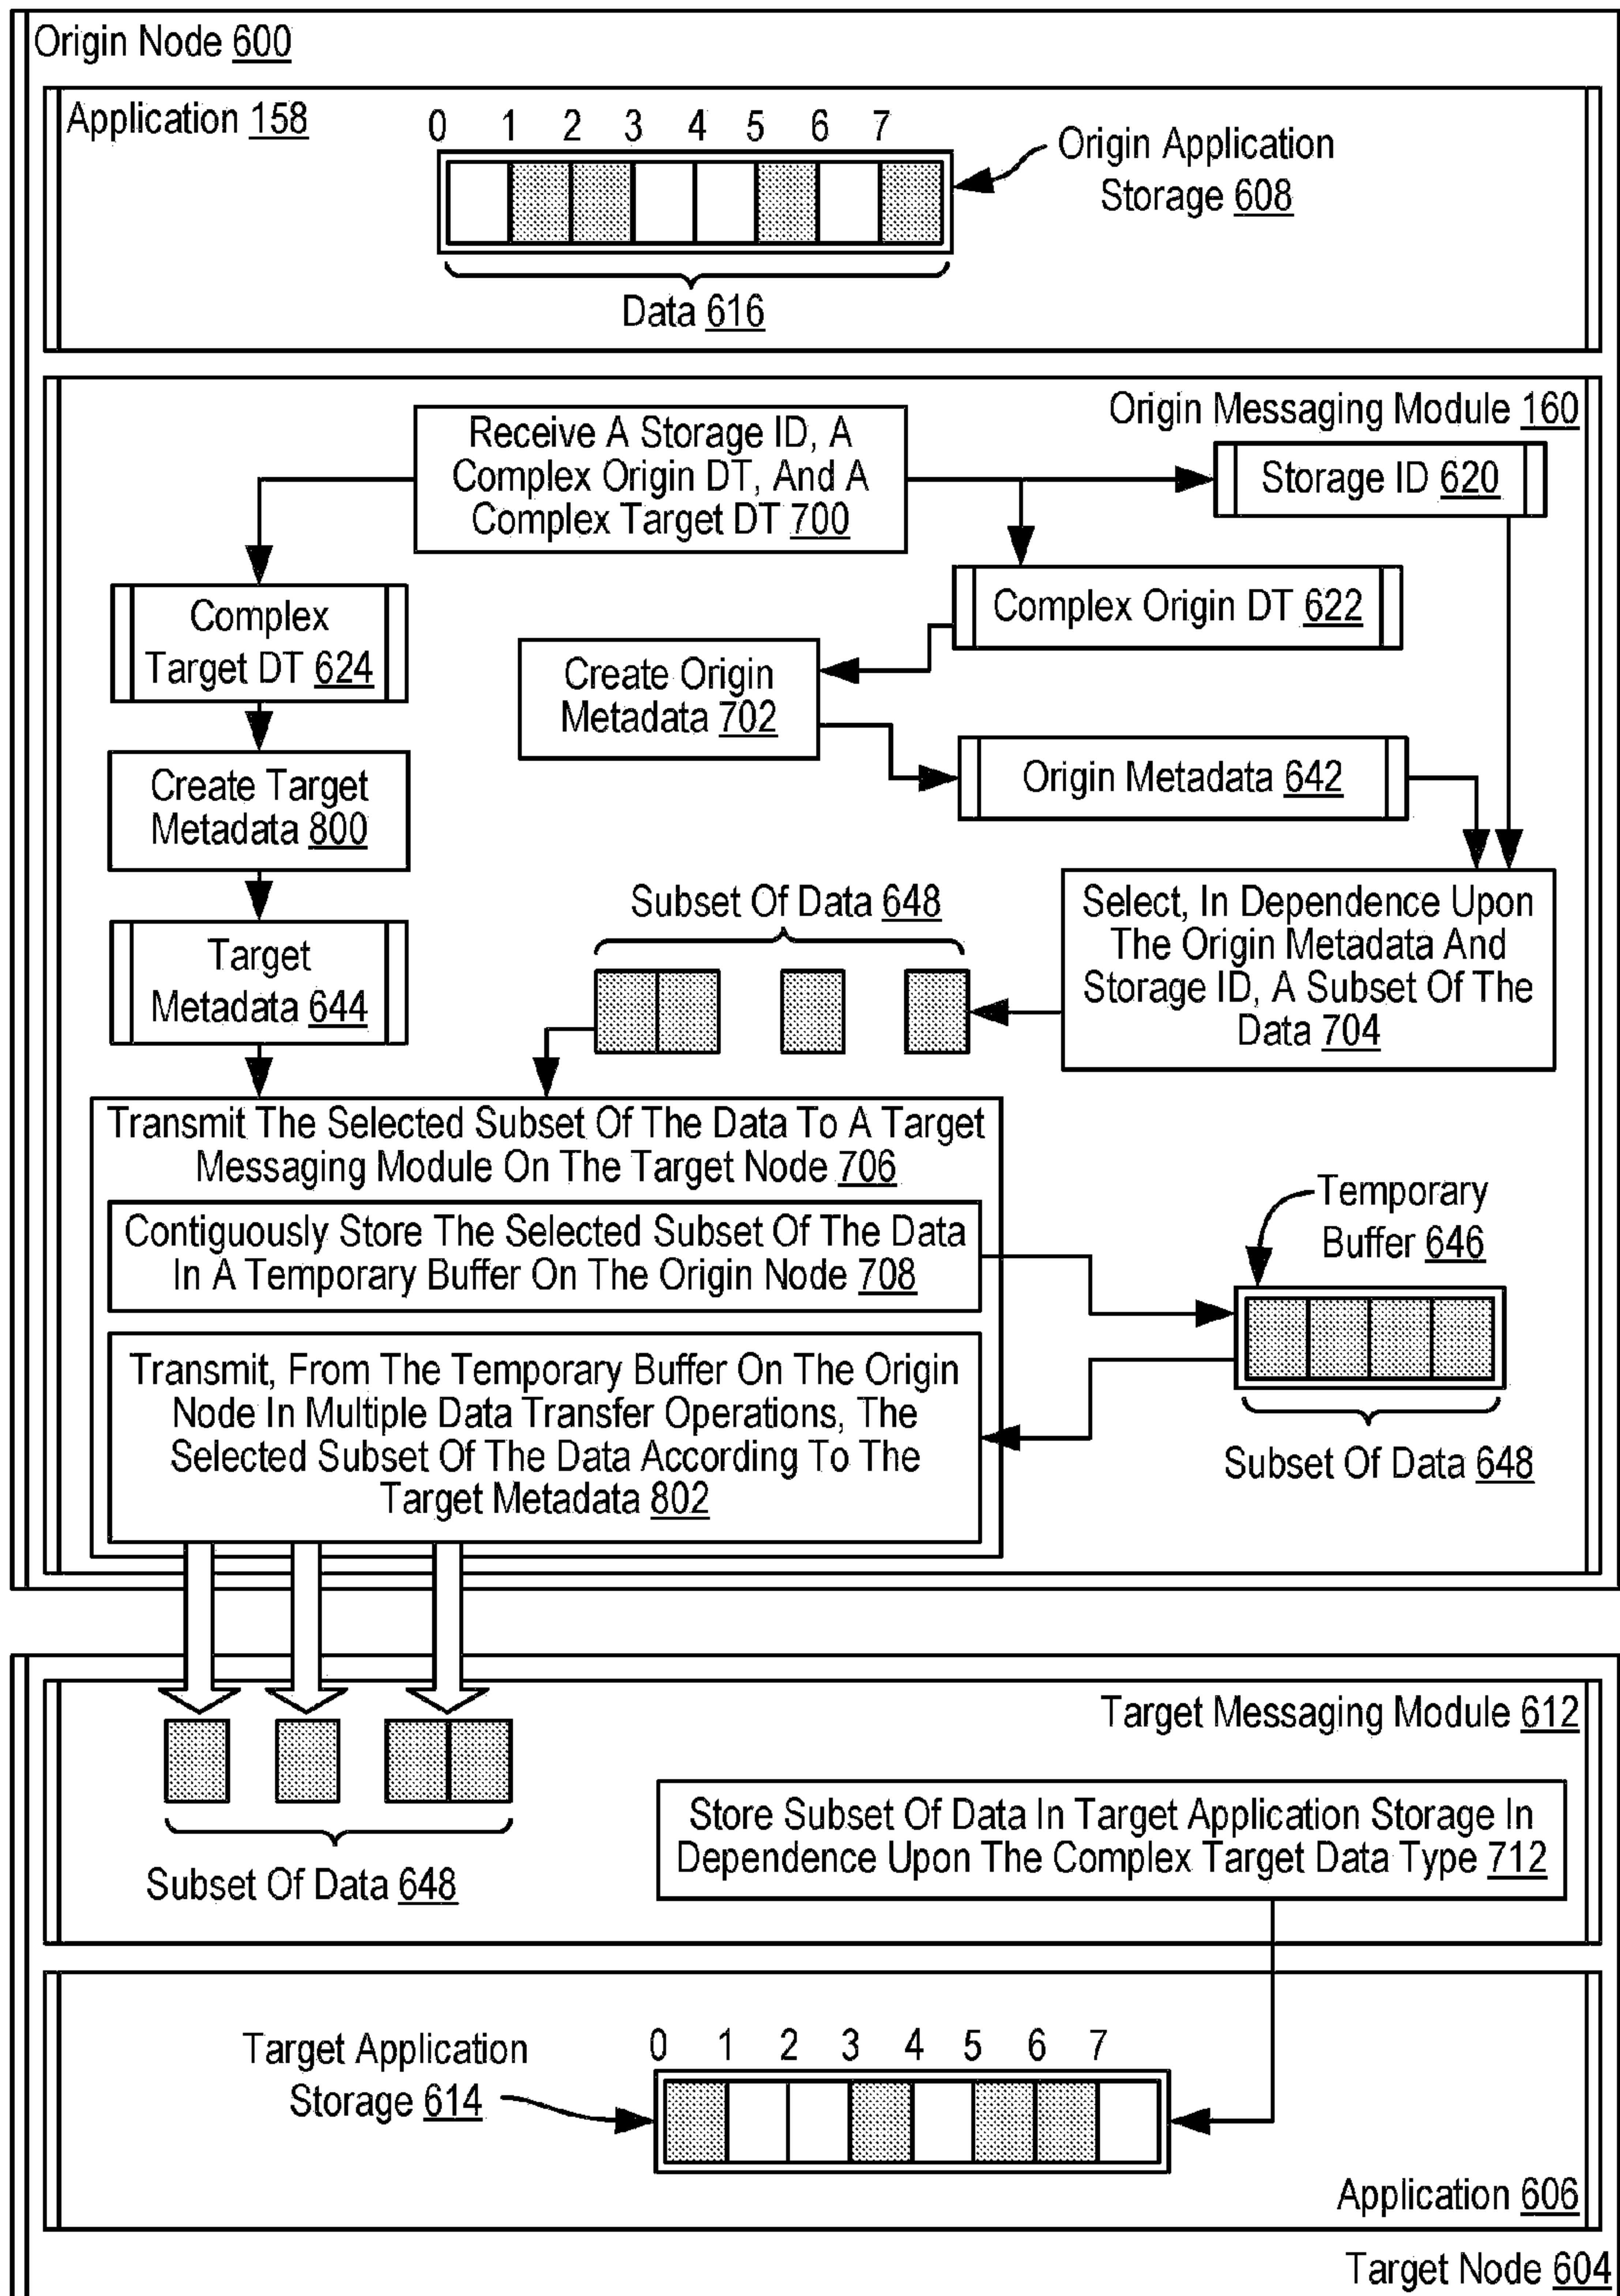 Origin Node 600
Application 158
0 1 2 3 4 5 6 7
Origin Application
Storage 608
Data 616
Origin Messaging Module 160
Receive A Storage ID, A
Complex Origin DT, And A
Complex Target DT 700
Storage ID 620
Complex Origin DT 622
Complex
Target DT 624
Create Origin
Metadata 702
Origin Metadata 642
Create Target
Metadata 800
Subset Of Data 648
Select, In Dependence Upon
The Origin Metadata And
Storage ID, A Subset Of The
Data 704
Target
Metadata 644
Transmit The Selected Subset Of The Data To A Target
Messaging Module On The Target Node 706
Contiguously Store The Selected Subset Of The Data
In A Temporary Buffer On The Origin Node 708
Temporary
Buffer 646
Transmit, From The Temporary Buffer On The Origin
Node In Multiple Data Transfer Operations, The
Selected Subset Of The Data According To The
Target Metadata 802
Subset Of Data 648
Target Messaging Module 612
Store Subset Of Data In Target Application Storage In
Dependence Upon The Complex Target Data Type 712
Subset Of Data 648
0 1 2 3 4 5 6 7
Target Application
Storage 614
Application 606
Target Node 604